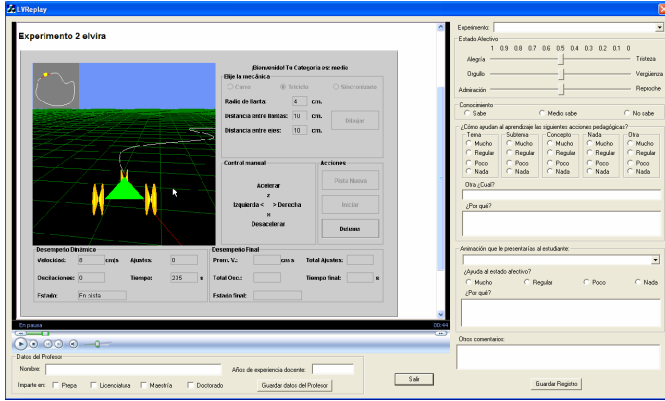 LVReplay
Experimento 2 elvira
¡Bienvenido! Tu Categoría es: medio
Elije la mecánica
Carro
Triciclo
Sincronizado
Radio de llanta: 4 cm.
Distancia entre llantas: 10 cm.
Distancia entre ejes: 10 cm.
Dibujar
Control manual
Acelerar
Izquierda < > Derecha
Desacelerar
Acciones
Pista Nueva
Iniciar
Detener
Desempeño Dinámico
Velocidad: 8 cm/s Ajustes: 0
Oscilaciones: 0 Tiempo: 235 s
Estado: En pista
Desempeño Final
Prom. V.: cm s Total Ajustes:
Total Osc.: Tiempo final: s
Estado final:
En pausa 00:44
Datos del Profesor
Nombre: Años de experiencia docente:
Imparte en: Prepa Licenciatura Maestría Doctorado Guardar datos del Profesor
Salir
Experimento:
Estado Afectivo
1 0.9 0.8 0.7 0.6 0.5 0.4 0.3 0.2 0.1 0
Alegría Tristeza
Orgullo Vergüenza
Admiración Reproche
Conocimiento
Sabe Medio sabe No sabe
¿Cómo ayudan al aprendizaje las siguientes acciones pedagógicas?
Tema Subtema Concepto Nada Otra
Mucho Mucho Mucho Mucho Mucho
Regular Regular Regular Regular Regular
Poco Poco Poco Poco Poco
Nada Nada Nada Nada Nada
Otra ¿Cual?
¿Por qué?
Animación que le presentarías al estudiante:
¿Ayuda al estado afectivo?
Mucho Regular Poco Nada
¿Por qué?
Otros comentarios:
Guardar Registro